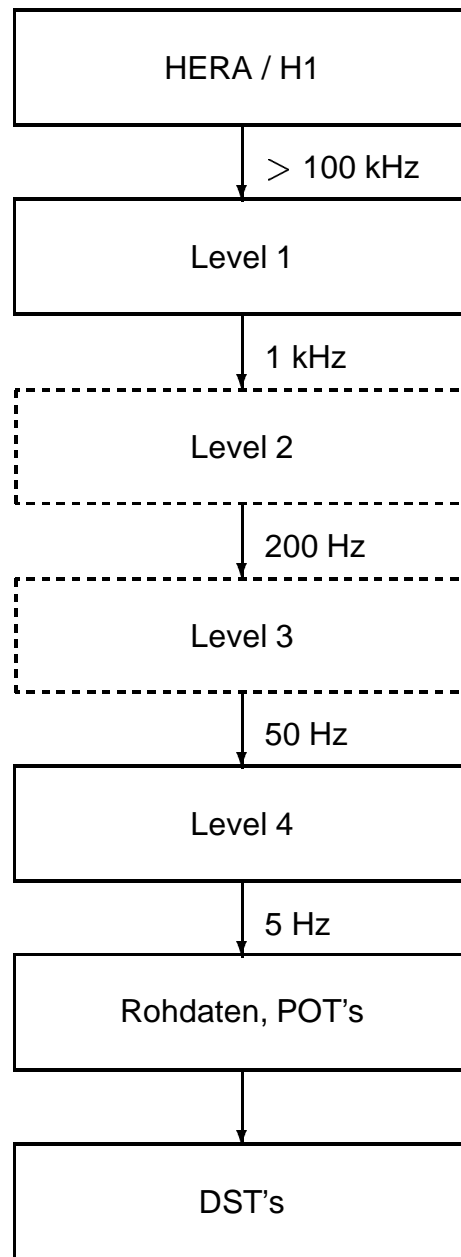 HERA / H1
> 100 kHz
Level 1
1 kHz
Level 2
200 Hz
Level 3
50 Hz
Level 4
5 Hz
Rohdaten, POT's
DST's